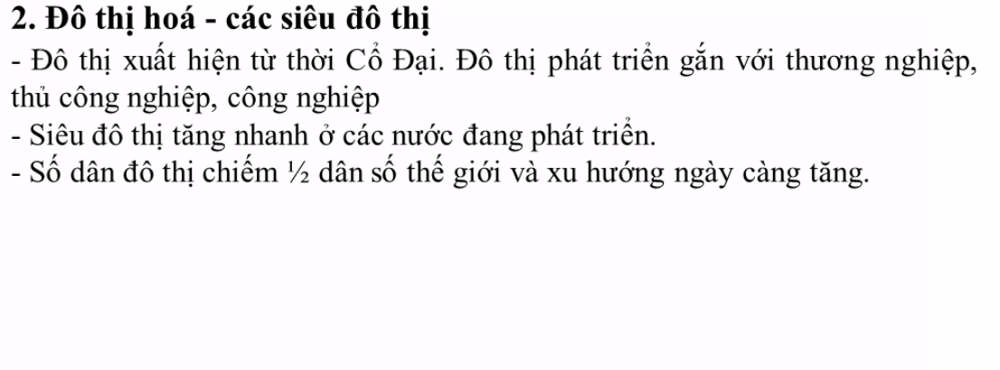 2. Đô thị hoá - các siêu đô thị
- Đô thị xuất hiện từ thời Cổ Đại. Đô thị phát triển gắn với thương nghiệp,
thủ công nghiệp, công nghiệp
- Siêu đô thị tăng nhanh ở các nước đang phát triển.
- Số dân đô thị chiếm ½ dân số thế giới và xu hướng ngày càng tăng.